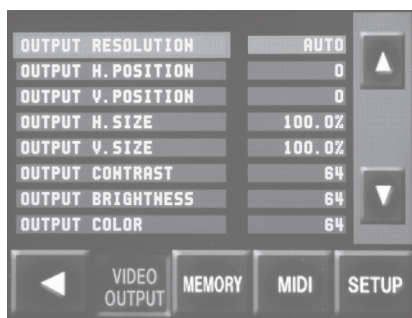 OUTPUT RESOLUTION AUTO
OUTPUT H.POSITION 0
OUTPUT V.POSITION 0
OUTPUT H.SIZE 100.0%
OUTPUT V.SIZE 100.0%
OUTPUT CONTRAST 64
OUTPUT BRIGHTNESS 64
OUTPUT COLOR 64
VIDEO
OUTPUT
MEMORY
MIDI
SETUP